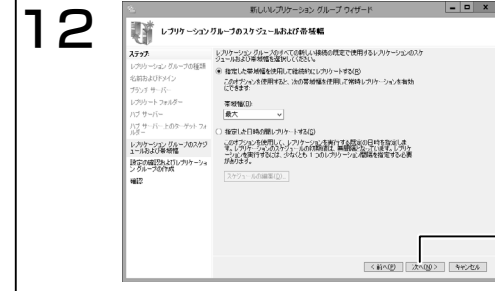 12
新しいレプリケーション グループ ウィザード
レプリケーション グループのスケジュールおよび帯域幅
ステップ:
レプリケーション グループの種類
名前およびドメイン
ブランチ サーバー
レプリケート フォルダー
ハブ サーバー
ハブ サーバー上のターゲット フォ
ルダー
レプリケーション グループのスケジ
ュールおよび帯域幅
設定の確認およびレプリケーショ
ン グループの作成
確認
レプリケーション グループのすべての新しい接続の既定で使用するレプリケーションのスケ
ジュールおよび帯域幅を選択してください。
指定した帯域幅を使用して継続的にレプリケートする(R)
このオプションを使用すると、次の帯域幅を使用して常時レプリケーションを有効
にできます:
帯域幅(D):
最大
指定した日時の間レプリケートする(S)
このオプションを使用して、レプリケーションを実行する既定の日時を指定しま
す。レプリケーションのスケジュールの初期値は、無間隔となっています。レプリケ
ーションを実行するには、少なくとも 1 つのレプリケーション間隔を指定する必要
があります。
スケジュールの編集(Q)...
< 前へ(P)
次へ(N) >
キャンセル